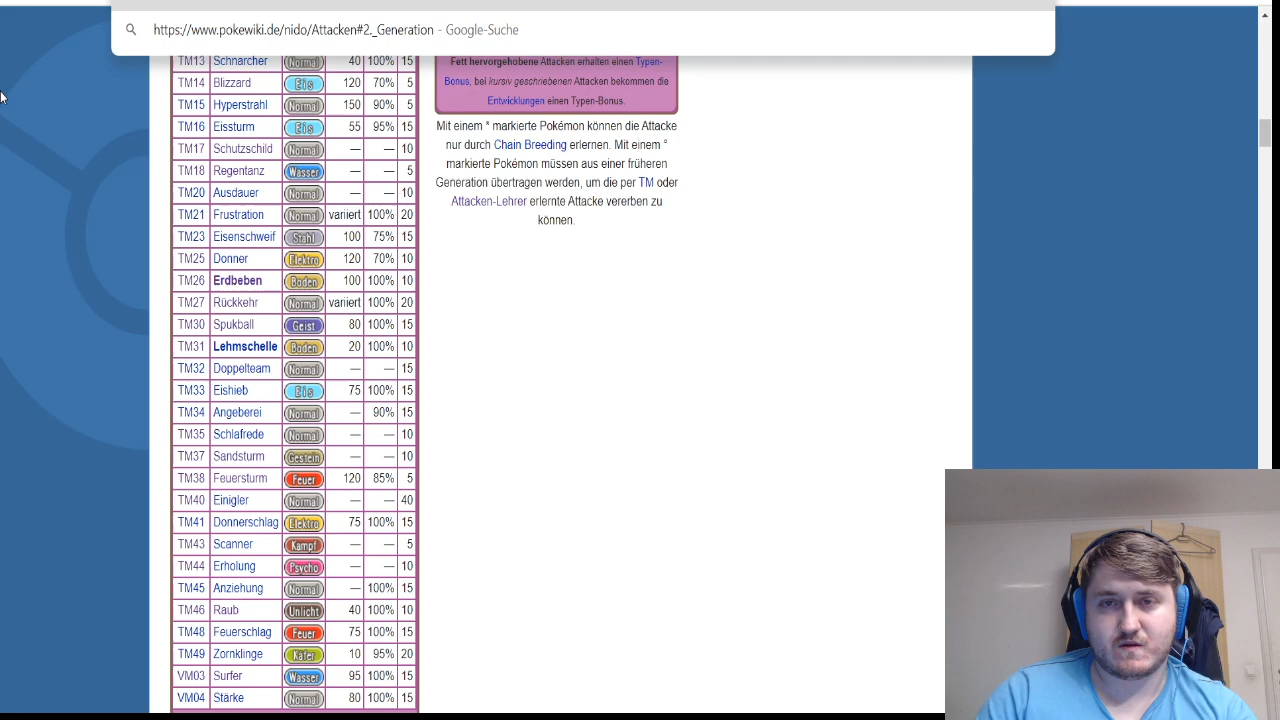 https://www.pokewiki.de/nido/Attacken#2._Generation - Google-Suche
TM13 Schnarcher Normal 40 100% 15
TM14 Blizzard Eis 120 70% 5
TM15 Hyperstrahl Normal 150 90% 5
TM16 Eissturm Eis 55 95% 15
TM17 Schutzschild Normal — — 10
TM18 Regentanz Wasser — — 5
TM20 Ausdauer Normal — — 10
TM21 Frustration Normal variiert 100% 20
TM23 Eisenschweif Stahl 100 75% 15
TM25 Donner Elektro 120 70% 10
TM26 Erdbeben Boden 100 100% 10
TM27 Rückkehr Normal variiert 100% 20
TM30 Spukball Geist 80 100% 15
TM31 Lehmschelle Boden 20 100% 10
TM32 Doppelteam Normal — — 15
TM33 Eishieb Eis 75 100% 15
TM34 Angeberei Normal — 90% 15
TM35 Schlafrede Normal — — 10
TM37 Sandsturm Gestein — — 10
TM38 Feuersturm Feuer 120 85% 5
TM40 Einigler Normal — — 40
TM41 Donnerschlag Elektro 75 100% 15
TM43 Scanner Kampf — — 5
TM44 Erholung Psycho — — 10
TM45 Anziehung Normal — 100% 15
TM46 Raub Unlicht 40 100% 10
TM48 Feuerschlag Feuer 75 100% 15
TM49 Zornklinge Käfer 10 95% 20
VM03 Surfer Wasser 95 100% 15
VM04 Stärke Normal 80 100% 15
Fett hervorgehobene Attacken erhalten einen Typen-
Bonus, bei kursiv geschriebenen Attacken bekommen die
Entwicklungen einen Typen-Bonus.
Mit einem * markierte Pokémon können die Attacke
nur durch Chain Breeding erlernen. Mit einem °
markierte Pokémon müssen aus einer früheren
Generation übertragen werden, um die per TM oder
Attacken-Lehrer erlernte Attacke vererben zu
können.